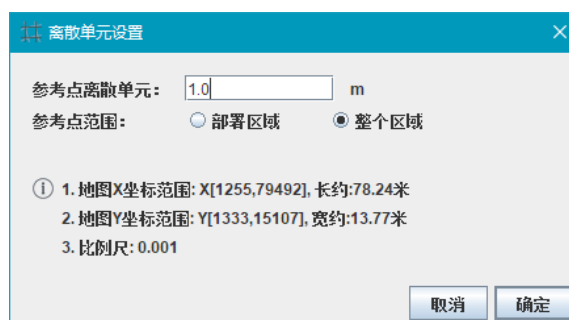 离散单元设置
参考点离散单元： 1.0 m
参考点范围： 部署区域 整个区域
1. 地图X坐标范围: X[1255,79492], 长约:78.24米
2. 地图Y坐标范围: Y[1333,15107], 宽约:13.77米
3. 比例尺: 0.001
取消 确定